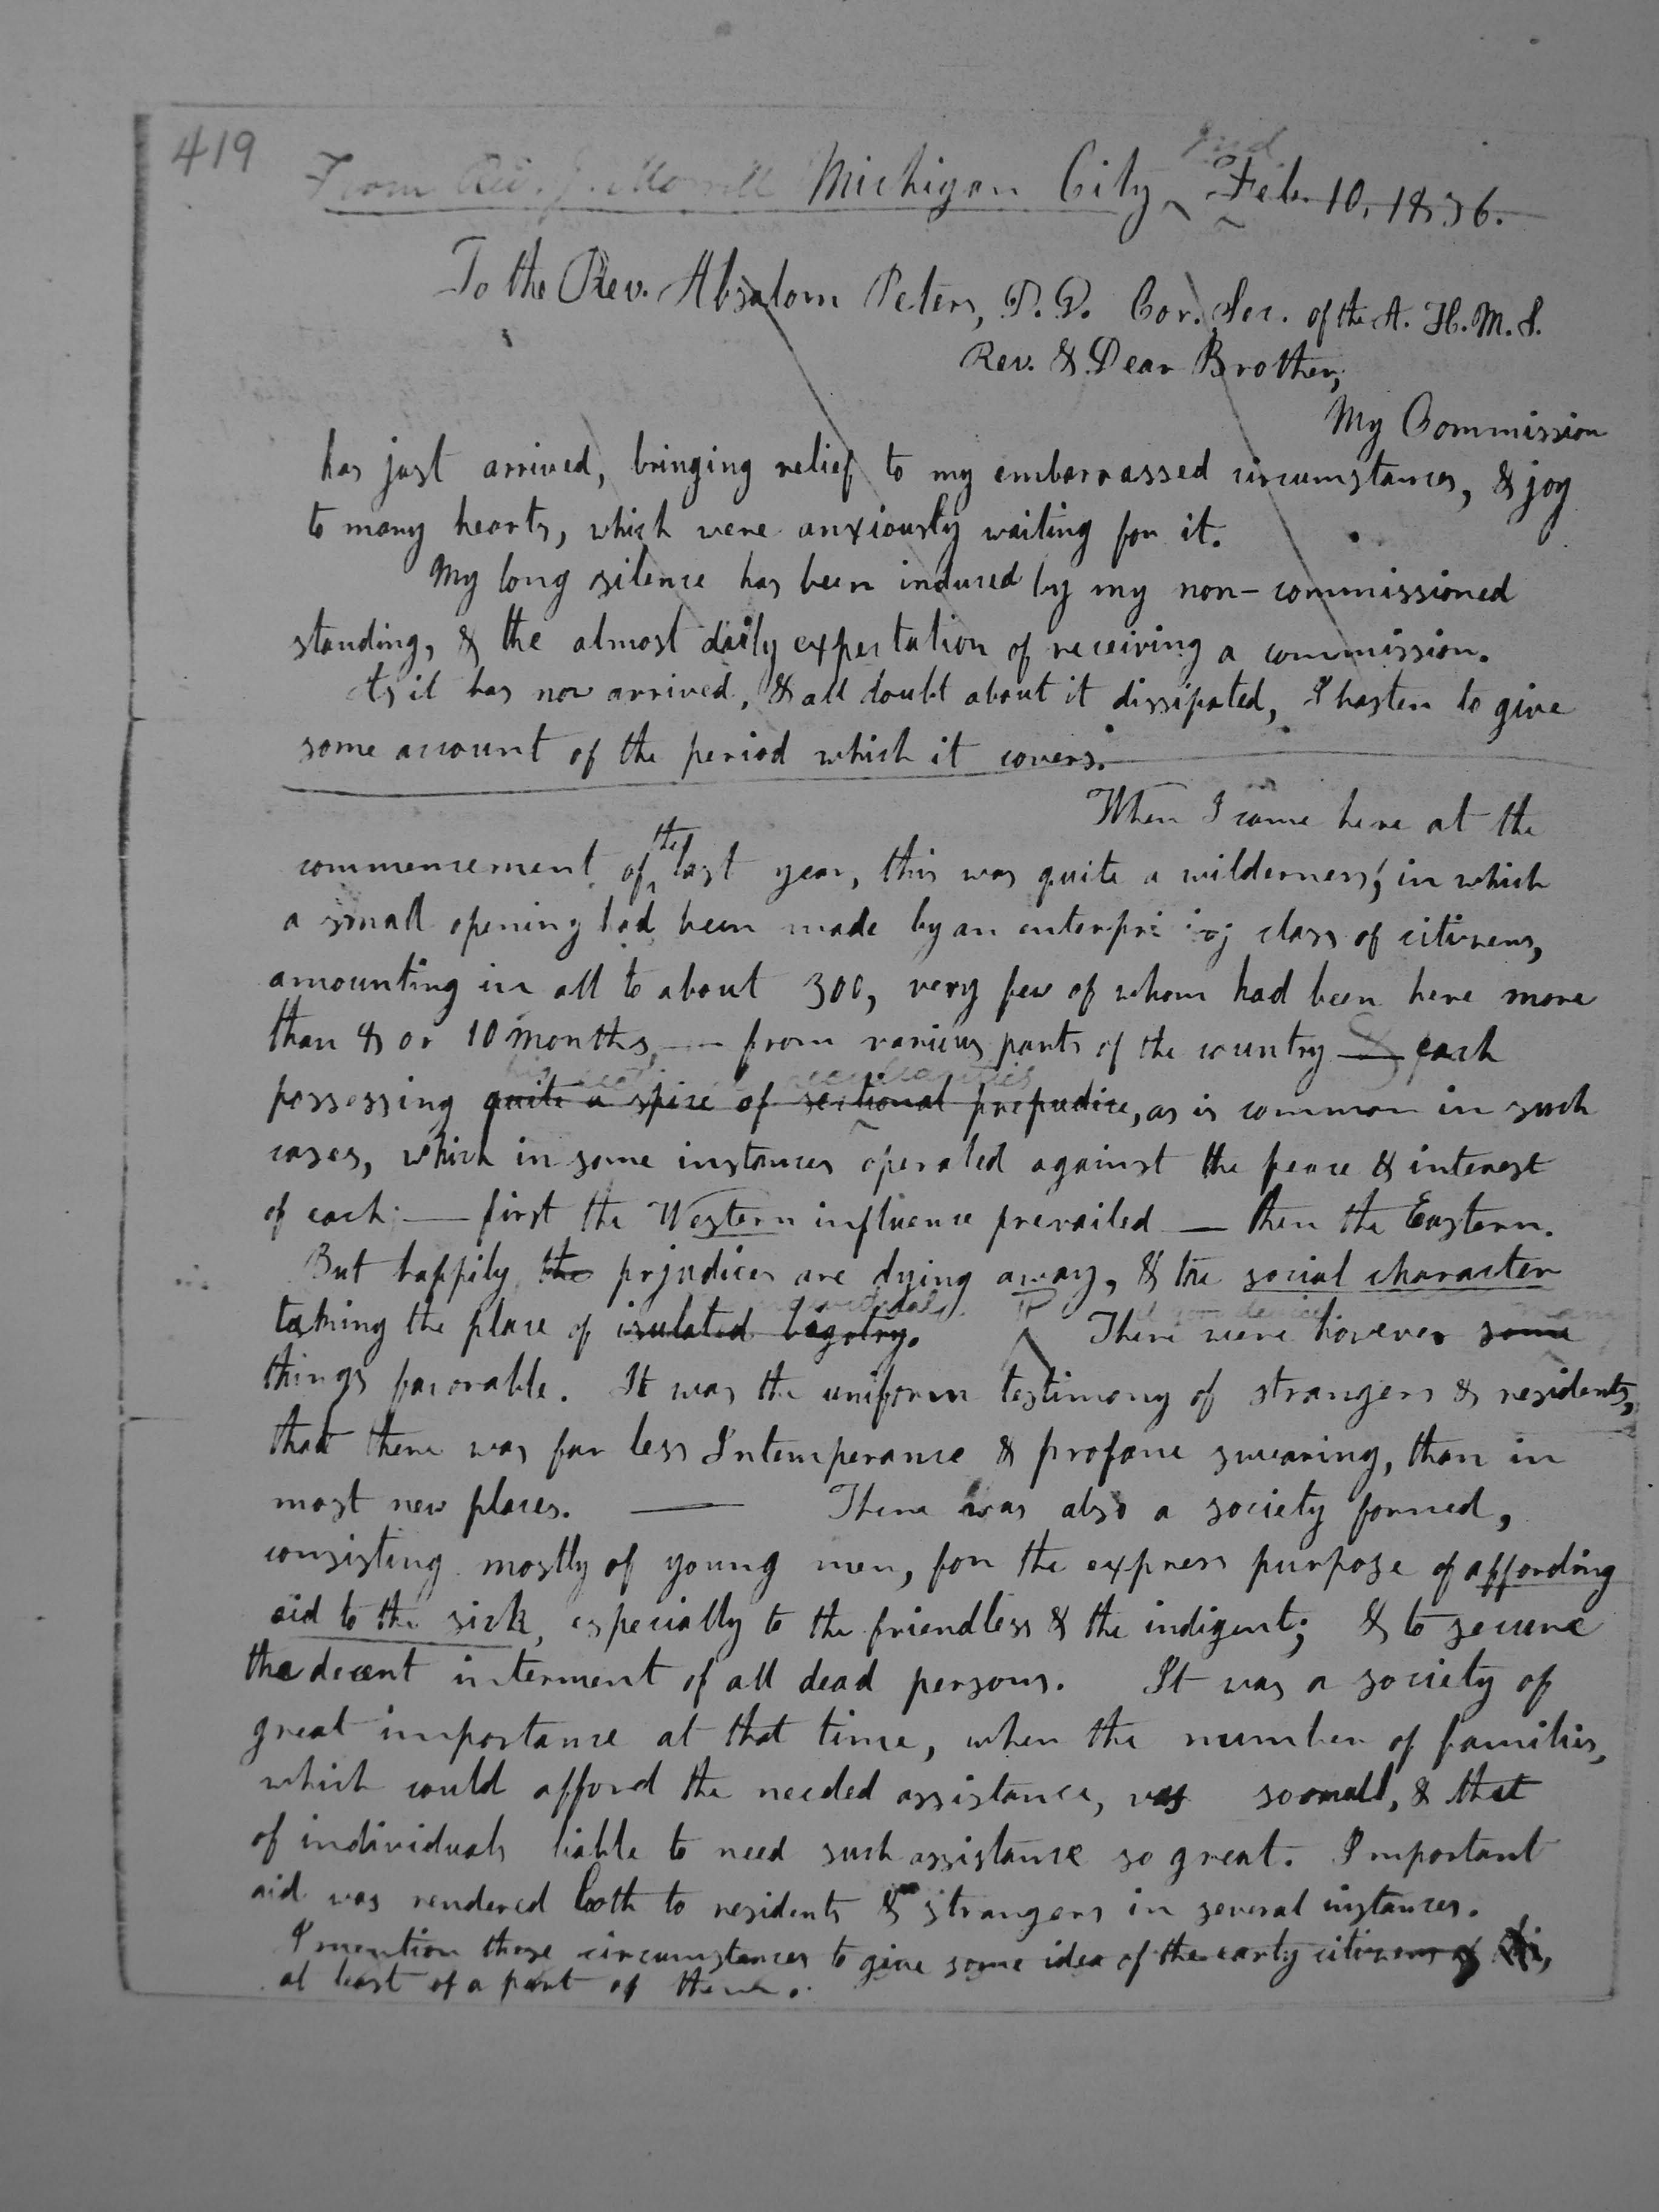 419
From Rev. J. Morrill Michigan City, Ind Feb. 10, 1836.
To the Rev. Absalom Peters, D. D. Cor. Sec. of the A. H. M. S.
Rev. & Dear Brother,
My Commission
has just arrived, bringing relief to my embarrassed circumstances, & joy
to many hearts, which were anxiously waiting for it.
My long silence has been induced by my non-commissioned
standing, & the almost daily expectation of receiving a commission.
As it has now arrived, & all doubt about it dissipated, I hasten to give
some account of the period which it covers.
When I came here at the
commencement of the last year, this was quite a wilderness, in which
a small opening had been made by an enterprising class of citizens,
amounting in all to about 300, very few of whom had been here more
than 8 or 10 months, — from various parts of the country — each
peculiarities
possessing quite a spice of sectional prejudice, as is common in such
cases, which in some instances operated against the peace & interest
of each; — first the Western influence prevailed — then the Eastern.
But happily the prjudices are dying away, & the social character
taking the place of isulated bigotry. There were however some
things favorable. It was the uniform testimony of strangers & residents,
that there was far less Intemperance & profane swearing, than in
most new places. — There was also a society formed,
consisting mostly of young men, for the express purpose of affording
aid to the sick, especially to the friendless & the indigent; & to secure
the decent interment of all dead persons. It was a society of
great importance at that time, when the number of families,
which could afford the needed assistance, was so small, & that
of individuals liable to need such assistance so great. Important
aid was rendered both to residents & strangers in several instances.
I mention these circumstances to give some idea of the early citizens of
at least of a part of them.